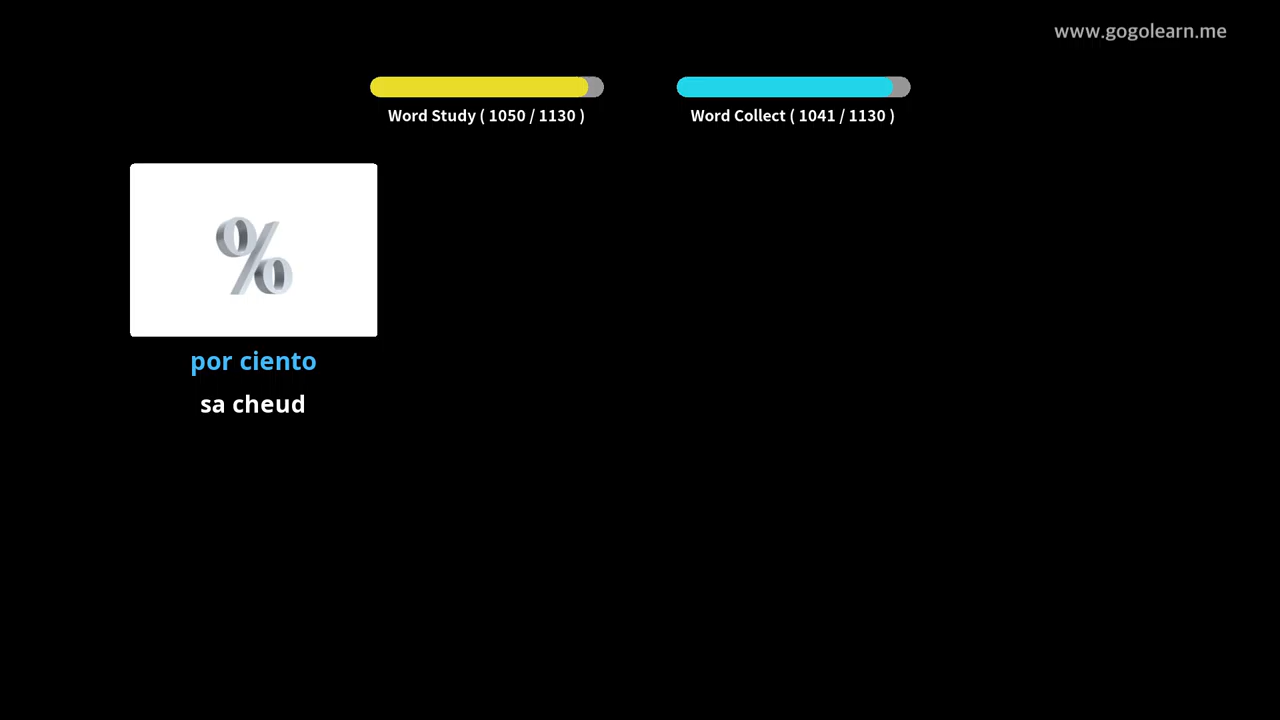 www.gogolearn.me
Word Study ( 1050 / 1130 )
Word Collect ( 1041 / 1130 )
%
por ciento
sa cheud